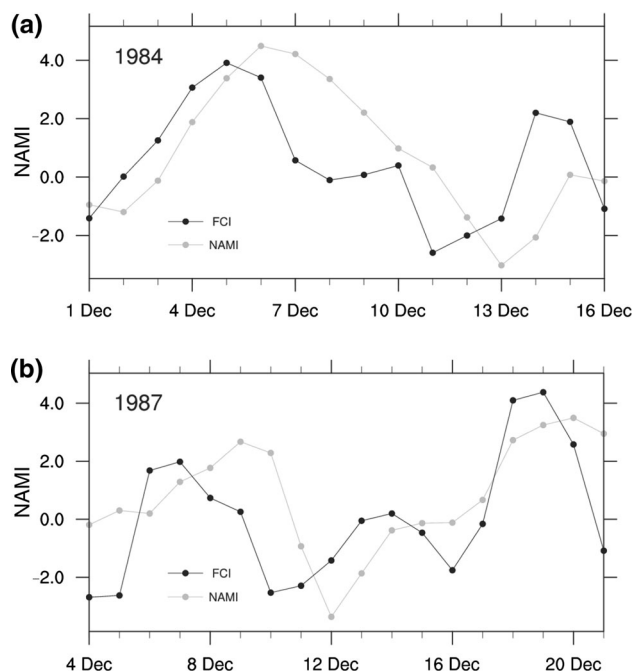 (a)
1984
NAMI
4.0
2.0
0.0
-2.0
FCI
NAMI
1 Dec 4 Dec 7 Dec 10 Dec 13 Dec 16 Dec
(b)
1987
NAMI
4.0
2.0
0.0
-2.0
FCI
NAMI
4 Dec 8 Dec 12 Dec 16 Dec 20 Dec